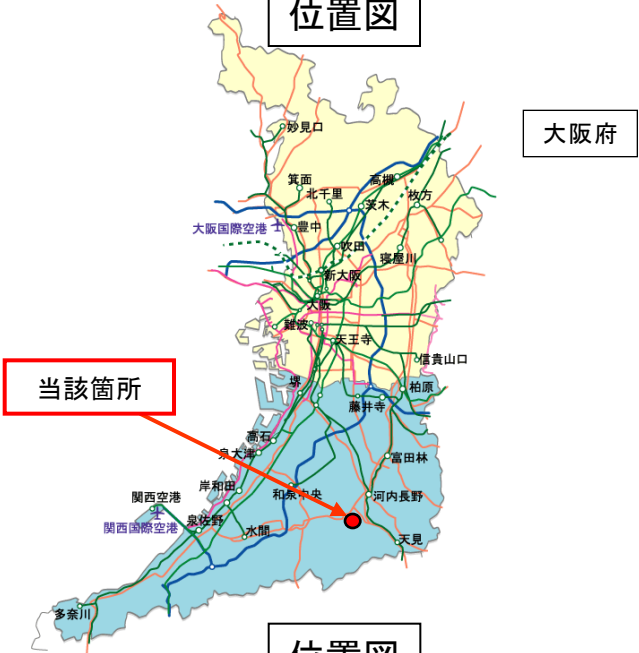 位置図
大阪府
妙見口
箕面
北千里
高槻
茨木
枚方
大阪国際空港
豊中
吹田
寝屋川
新大阪
大阪
難波
天王寺
信貴山口
当該箇所
堺
柏原
藤井寺
高石
泉大津
富田林
岸和田
和泉中央
河内長野
関西空港
関西国際空港
泉佐野
水間
天見
多奈川
位置図